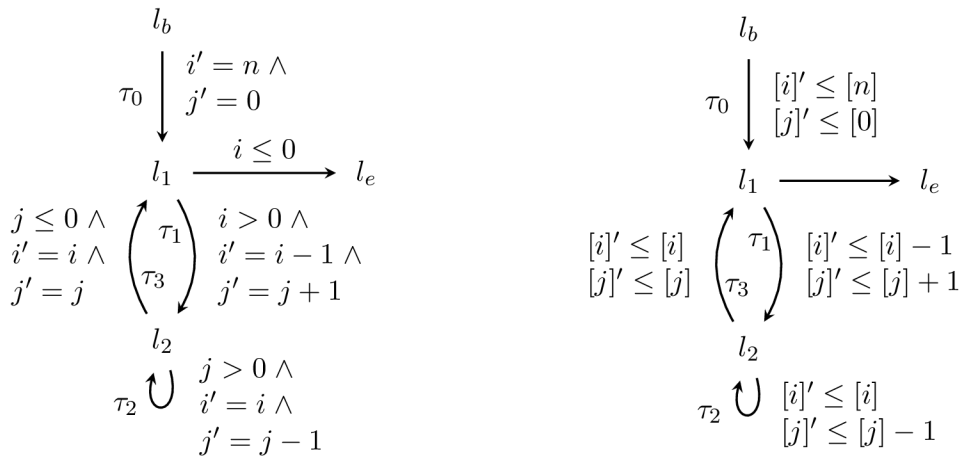 l_b
τ_0
i′ = n ∧
j′ = 0
l_1
i ≤ 0
l_e
j ≤ 0 ∧
i′ = i ∧
j′ = j
τ_1
τ_3
i > 0 ∧
i′ = i − 1 ∧
j′ = j + 1
l_2
τ_2
j > 0 ∧
i′ = i ∧
j′ = j − 1
l_b
τ_0
[i]′ ≤ [n]
[j]′ ≤ [0]
l_1
l_e
[i]′ ≤ [i]
[j]′ ≤ [j]
τ_1
τ_3
[i]′ ≤ [i] − 1
[j]′ ≤ [j] + 1
l_2
τ_2
[i]′ ≤ [i]
[j]′ ≤ [j] − 1